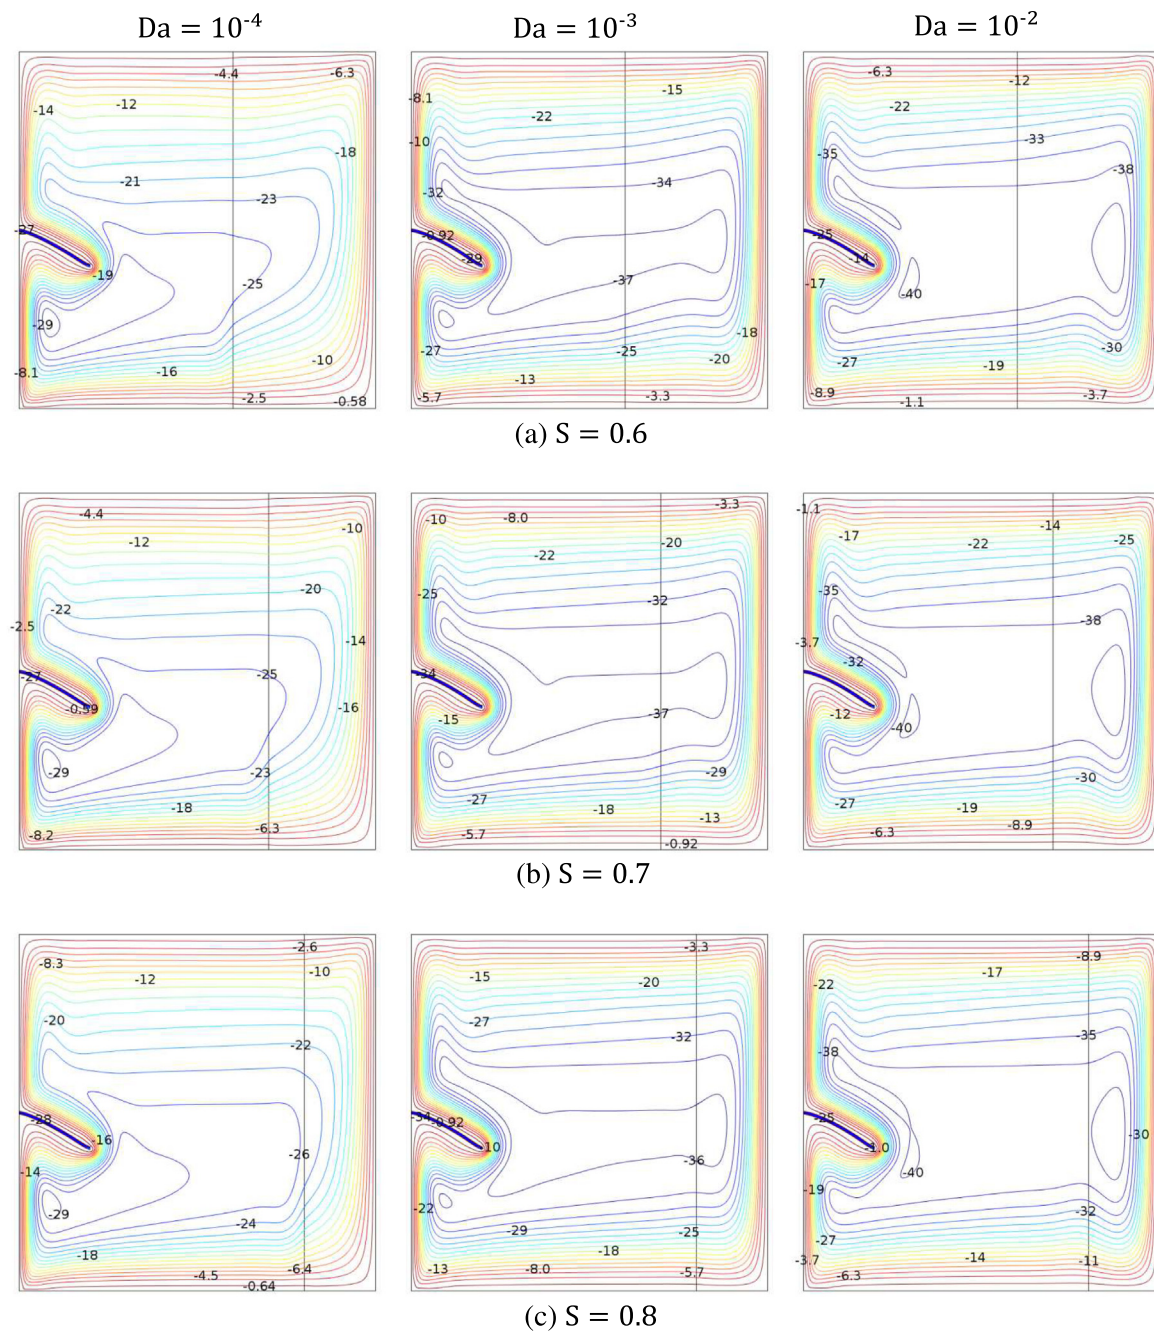 Da = 10⁻⁴ Da = 10⁻³ Da = 10⁻²
-4.4 -6.3 -14 -12 -18 -21 -23 -27 -19 -25 -29 -8.1 -16 -10 -2.5 -0.58
-8.1 -15 -22 -10 -32 -34 -0.92 -29 -37 -18 -27 -25 -20 -13 -5.7 -3.3
-6.3 -12 -22 -33 -35 -38 -25 -14 -17 -40 -30 -27 -19 -8.9 -1.1 -3.7
(a) S = 0.6
-4.4 -10 -12 -20 -22 -2.5 -14 -27 -25 -0.59 -16 -29 -23 -18 -8.2 -6.3
-10 -8.0 -3.3 -22 -20 -25 -32 -34 -15 -37 -29 -27 -18 -13 -5.7 -0.92
-1.1 -14 -17 -22 -25 -35 -38 -3.7 -32 -12 -40 -30 -27 -19 -6.3 -8.9
(b) S = 0.7
-2.6 -8.3 -12 -10 -20 -22 -28 -16 -26 -14 -29 -24 -18 -4.5 -6.4 -0.64
-3.3 -15 -20 -27 -32 -34 -0.92 -10 -36 -22 -29 -25 -18 -13 -8.0 -5.7
-8.9 -17 -22 -35 -38 -25 -1.0 -30 -40 -19 -32 -27 -3.7 -14 -11 -6.3
(c) S = 0.8